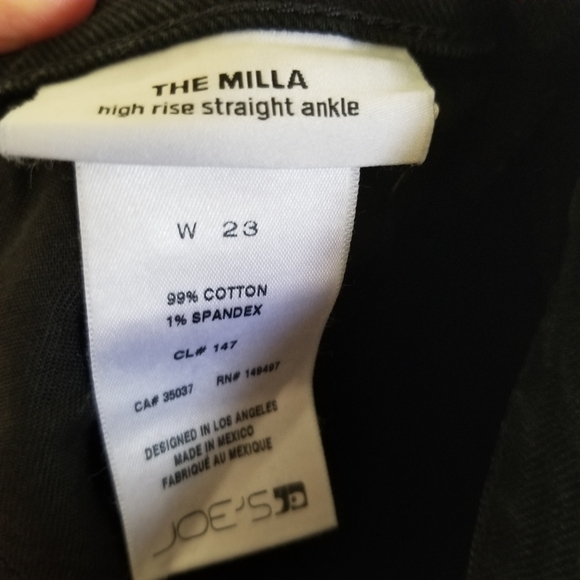 THE MILLA
high rise straight ankle
W 23
99% COTTON
1% SPANDEX
CL# 147
CA# 35037 RN# 149497
DESIGNED IN LOS ANGELES
MADE IN MEXICO
FABRIQUÉ AU MEXIQUE
JOE'S